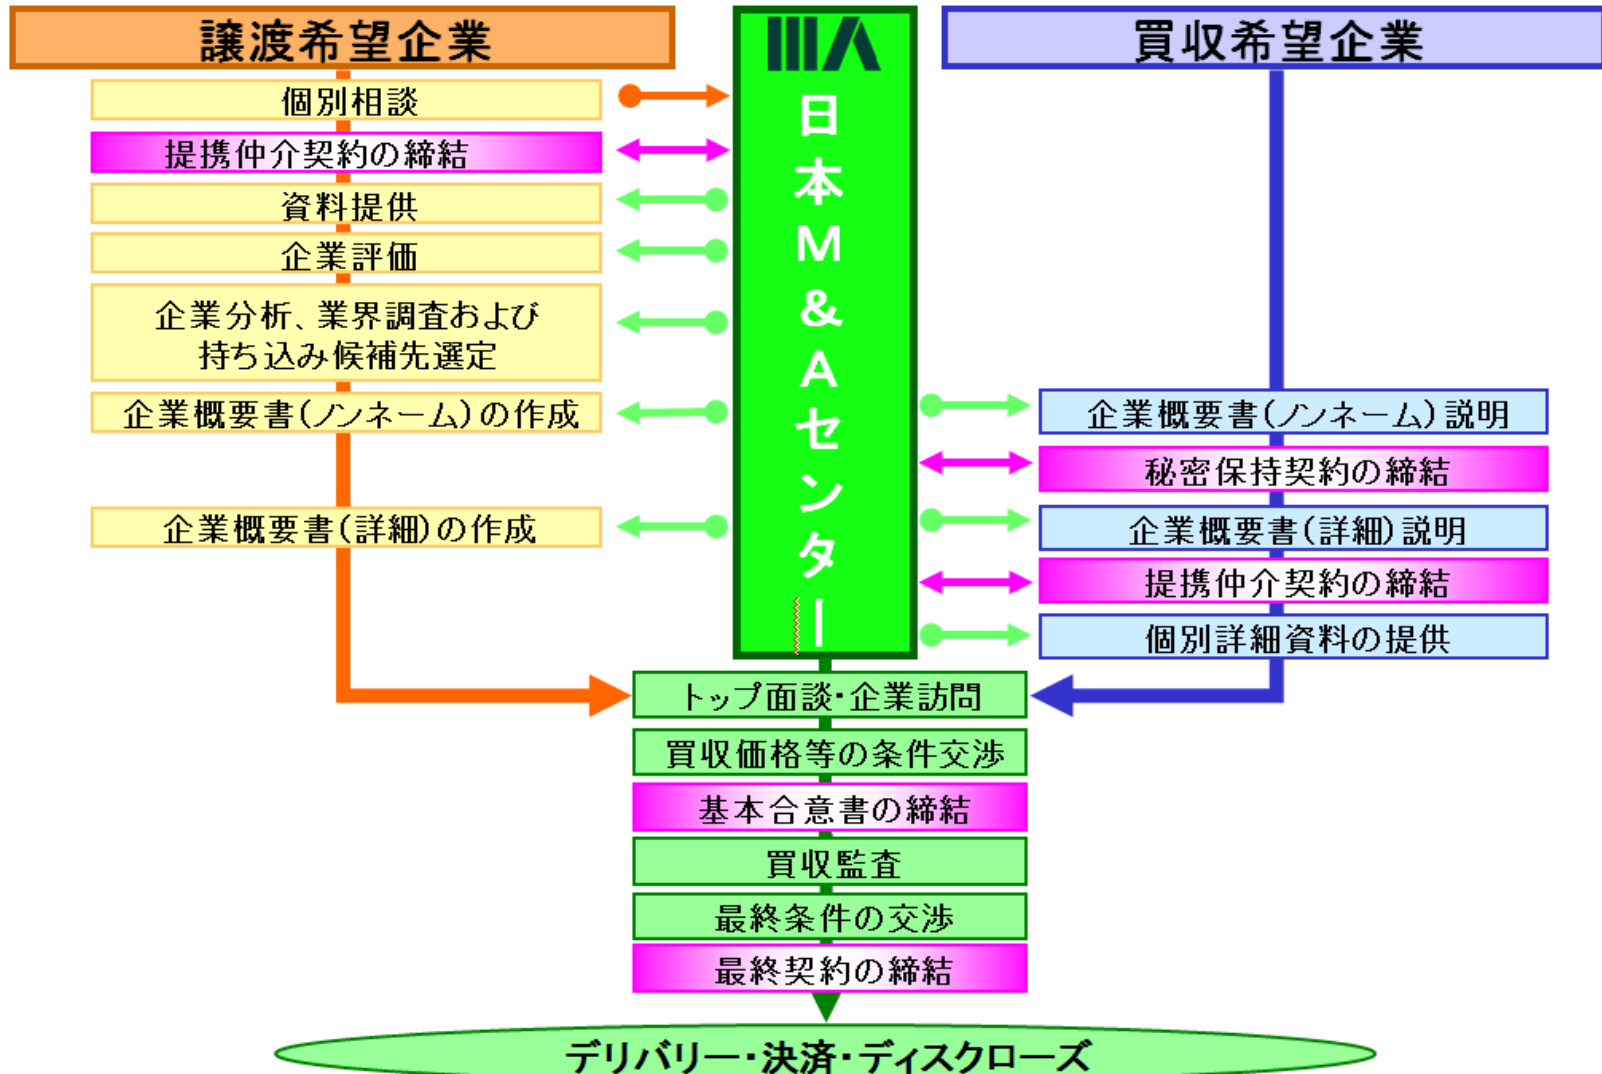 譲渡希望企業
個別相談
提携仲介契約の締結
資料提供
企業評価
企業分析、業界調査および
持ち込み候補先選定
企業概要書(ノンネーム)の作成
企業概要書(詳細)の作成
日本M&Aセンター
買収希望企業
企業概要書(ノンネーム)説明
秘密保持契約の締結
企業概要書(詳細)説明
提携仲介契約の締結
個別詳細資料の提供
トップ面談・企業訪問
買収価格等の条件交渉
基本合意書の締結
買収監査
最終条件の交渉
最終契約の締結
デリバリー・決済・ディスクローズ